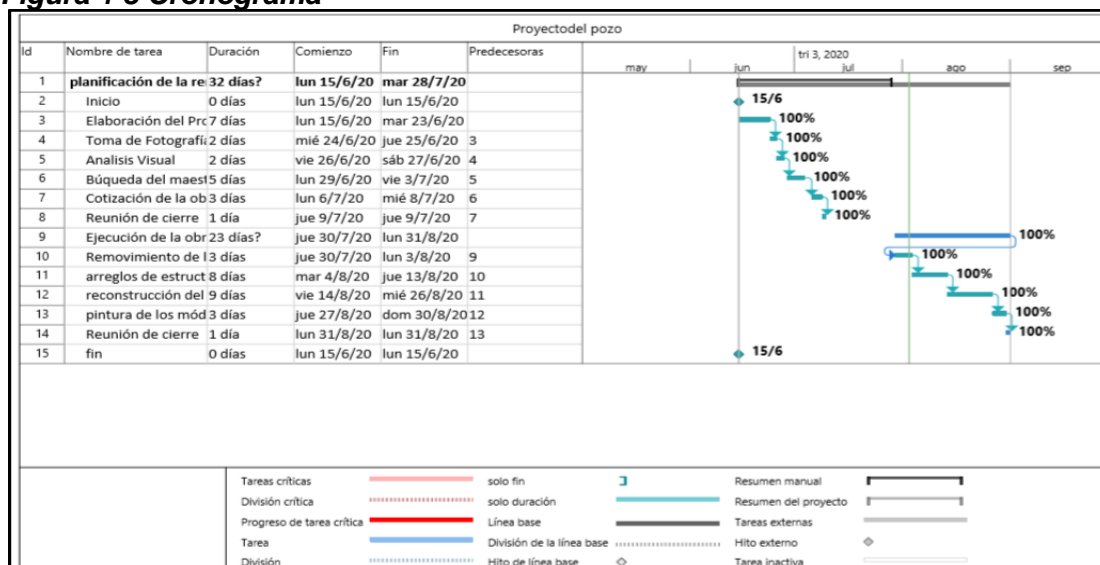 Figura 1-3 Cronograma
Proyectodel pozo
Id Nombre de tarea Duración Comienzo Fin Predecesoras
tri 3, 2020
may jun jul ago sep
1 planificación de la re 32 días? lun 15/6/20 mar 28/7/20
2 Inicio 0 días lun 15/6/20 lun 15/6/20 15/6
3 Elaboración del Prc 7 días lun 15/6/20 mar 23/6/20 100%
4 Toma de Fotografía 2 días mié 24/6/20 jue 25/6/20 3 100%
5 Analisis Visual 2 días vie 26/6/20 sáb 27/6/20 4 100%
6 Búqueda del maest 5 días lun 29/6/20 vie 3/7/20 5 100%
7 Cotización de la ob 3 días lun 6/7/20 mié 8/7/20 6 100%
8 Reunión de cierre 1 día jue 9/7/20 jue 9/7/20 7 100%
9 Ejecución de la obr 23 días? jue 30/7/20 lun 31/8/20 100%
10 Removimiento de l 3 días jue 30/7/20 lun 3/8/20 9 100%
11 arreglos de estruct 8 días mar 4/8/20 jue 13/8/20 10 100%
12 reconstrucción del 9 días vie 14/8/20 mié 26/8/20 11 100%
13 pintura de los mód 3 días jue 27/8/20 dom 30/8/20 12 100%
14 Reunión de cierre 1 día lun 31/8/20 lun 31/8/20 13 100%
15 fin 0 días lun 15/6/20 lun 15/6/20 15/6
Tareas críticas solo fin Resumen manual
División crítica solo duración Resumen del proyecto
Progreso de tarea crítica Línea base Tareas externas
Tarea División de la línea base Hito externo
División Hito de línea base Tarea inactiva